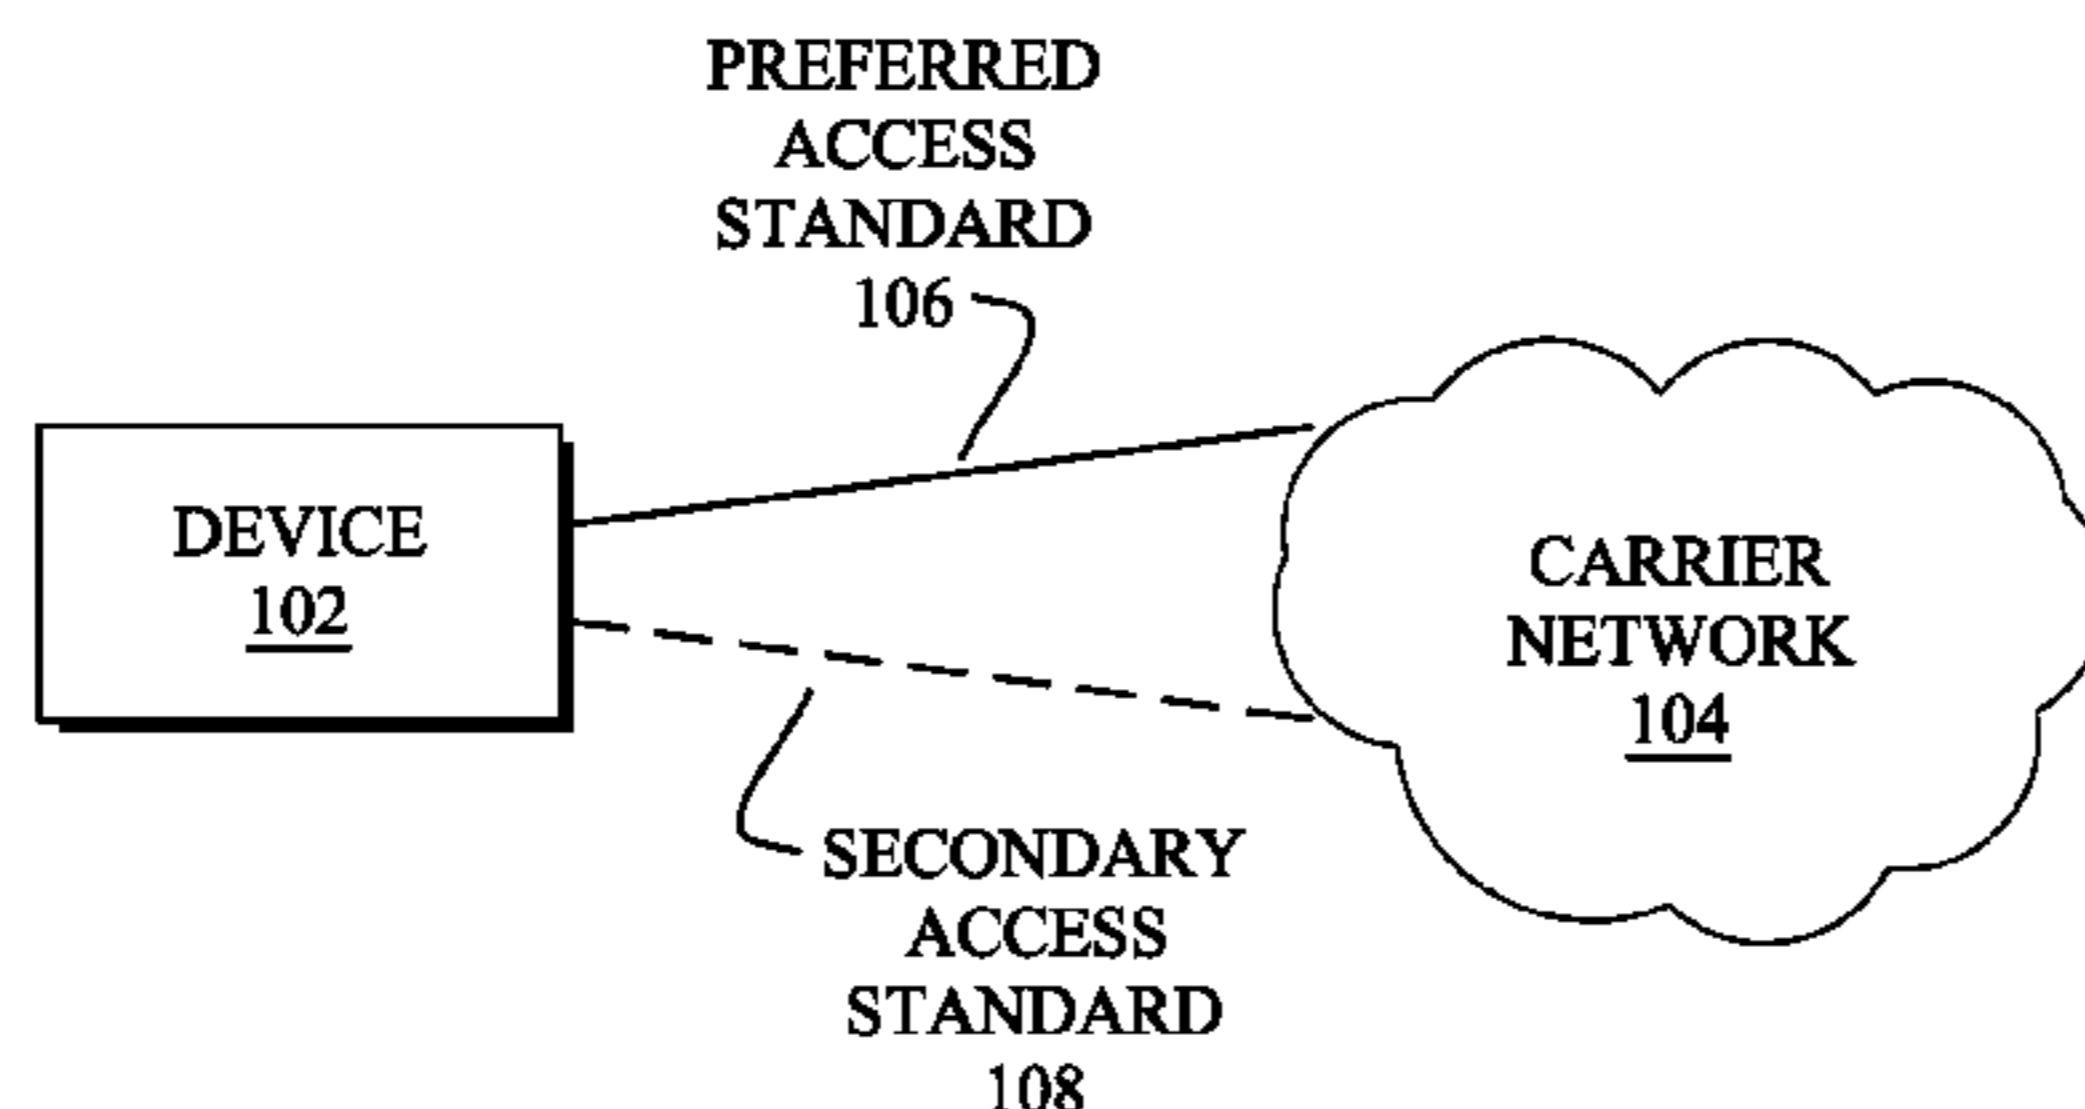 PREFERRED
ACCESS
STANDARD
106
DEVICE
102
CARRIER
NETWORK
104
SECONDARY
ACCESS
STANDARD
108